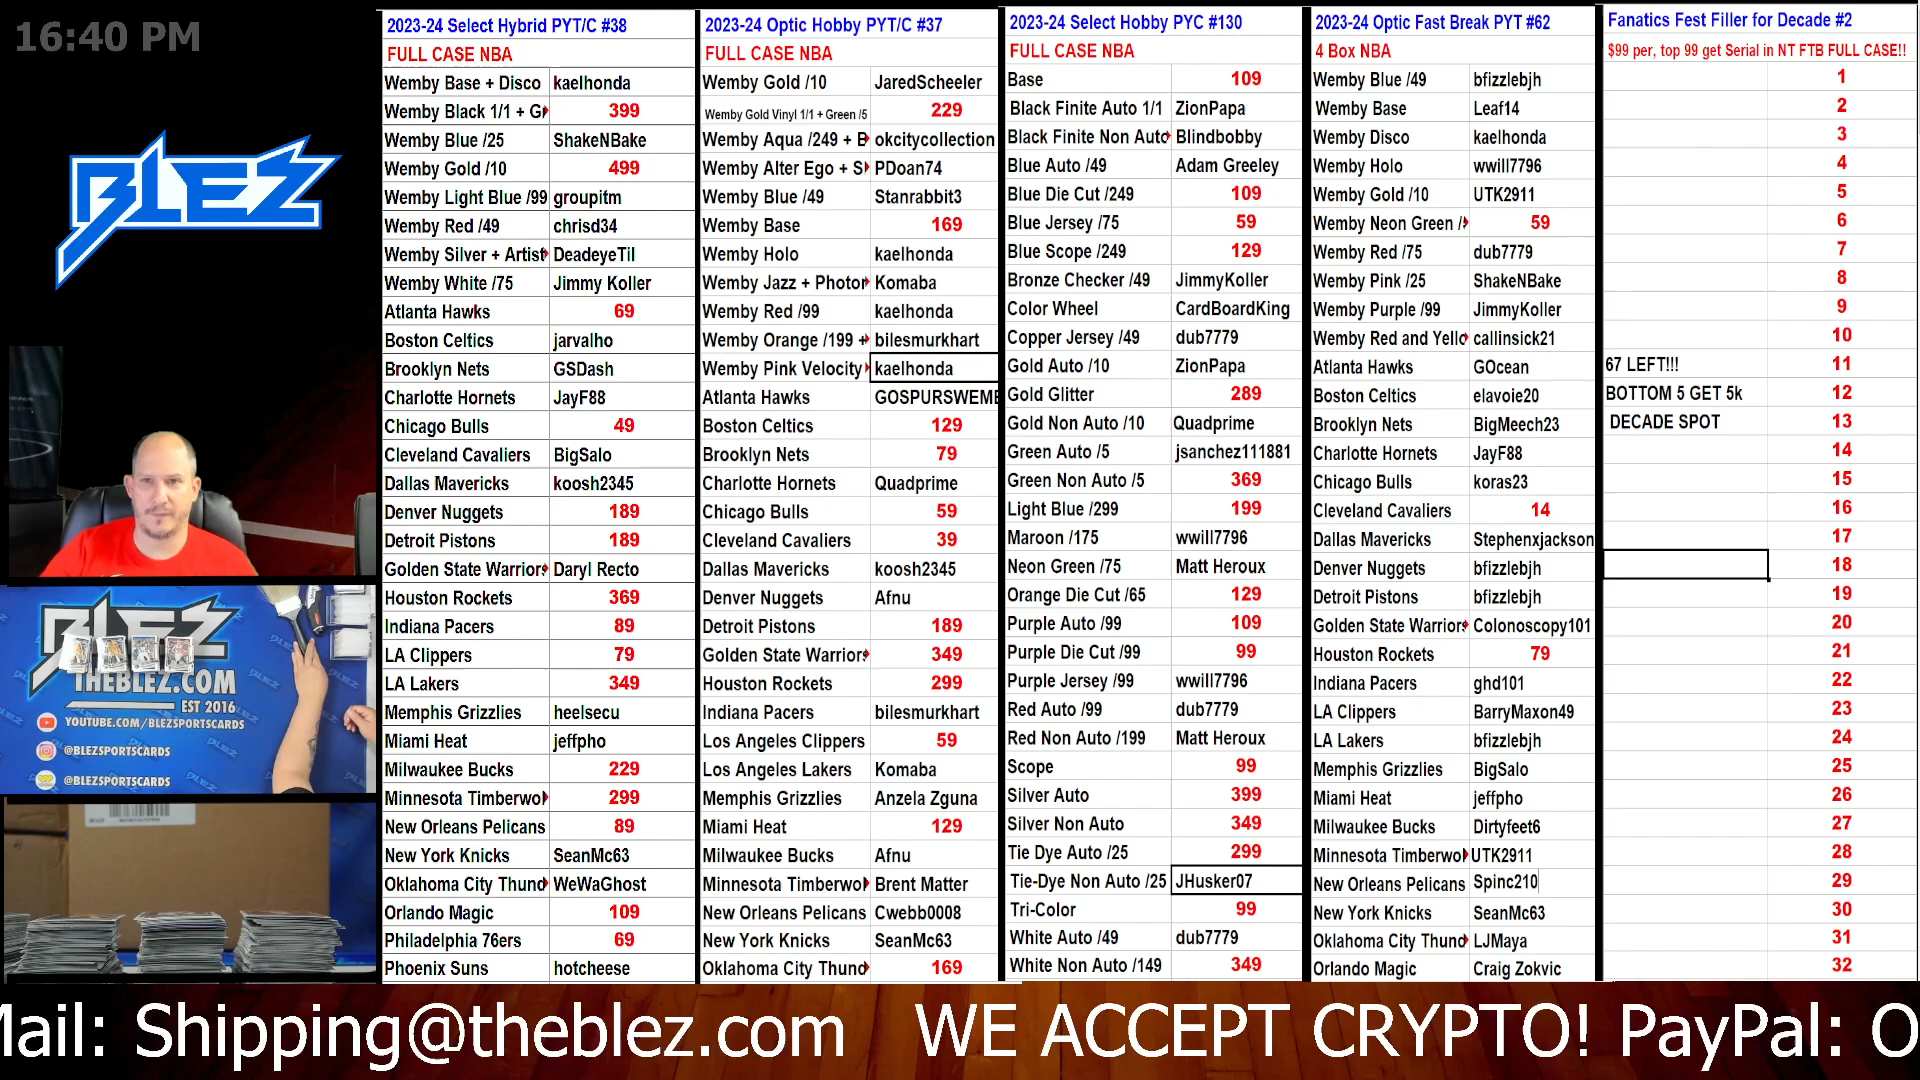 16:40 PM
BLEZ
BLEZ
THEBLEZ.COM
EST 2016
YOUTUBE.COM/BLEZSPORTSCARDS
@BLEZSPORTSCARDS
@BLEZSPORTSCARDS
2023-24 Select Hybrid PYT/C #38
FULL CASE NBA
Wemby Base + Disco kaelhonda
Wemby Black 1/1 + Gr 399
Wemby Blue /25 ShakeNBake
Wemby Gold /10 499
Wemby Light Blue /99 groupitm
Wemby Red /49 chrisd34
Wemby Silver + Artist DeadeyeTil
Wemby White /75 Jimmy Koller
Atlanta Hawks 69
Boston Celtics jarvalho
Brooklyn Nets GSDash
Charlotte Hornets JayF88
Chicago Bulls 49
Cleveland Cavaliers BigSalo
Dallas Mavericks koosh2345
Denver Nuggets 189
Detroit Pistons 189
Golden State Warriors Daryl Recto
Houston Rockets 369
Indiana Pacers 89
LA Clippers 79
LA Lakers 349
Memphis Grizzlies heelsecu
Miami Heat jeffpho
Milwaukee Bucks 229
Minnesota Timberwol 299
New Orleans Pelicans 89
New York Knicks SeanMc63
Oklahoma City Thund WeWaGhost
Orlando Magic 109
Philadelphia 76ers 69
Phoenix Suns hotcheese
2023-24 Optic Hobby PYT/C #37
FULL CASE NBA
Wemby Gold /10 JaredScheeler
Wemby Gold Vinyl 1/1 + Green /5 229
Wemby Aqua /249 + B okcitycollection
Wemby Alter Ego + S PDoan74
Wemby Blue /49 Stanrabbit3
Wemby Base 169
Wemby Holo kaelhonda
Wemby Jazz + Photon Komaba
Wemby Red /99 kaelhonda
Wemby Orange /199 + bilesmurkhart
Wemby Pink Velocity kaelhonda
Atlanta Hawks GOSPURSWEME
Boston Celtics 129
Brooklyn Nets 79
Charlotte Hornets Quadprime
Chicago Bulls 59
Cleveland Cavaliers 39
Dallas Mavericks koosh2345
Denver Nuggets Afnu
Detroit Pistons 189
Golden State Warriors 349
Houston Rockets 299
Indiana Pacers bilesmurkhart
Los Angeles Clippers 59
Los Angeles Lakers Komaba
Memphis Grizzlies Anzela Zguna
Miami Heat 129
Milwaukee Bucks Afnu
Minnesota Timberwol Brent Matter
New Orleans Pelicans Cwebb0008
New York Knicks SeanMc63
Oklahoma City Thund 169
2023-24 Select Hobby PYC #130
FULL CASE NBA
Base 109
Black Finite Auto 1/1 ZionPapa
Black Finite Non Auto Blindbobby
Blue Auto /49 Adam Greeley
Blue Die Cut /249 109
Blue Jersey /75 59
Blue Scope /249 129
Bronze Checker /49 JimmyKoller
Color Wheel CardBoardKing
Copper Jersey /49 dub7779
Gold Auto /10 ZionPapa
Gold Glitter 289
Gold Non Auto /10 Quadprime
Green Auto /5 jsanchez111881
Green Non Auto /5 369
Light Blue /299 199
Maroon /175 wwill7796
Neon Green /75 Matt Heroux
Orange Die Cut /65 129
Purple Auto /99 109
Purple Die Cut /99 99
Purple Jersey /99 wwill7796
Red Auto /99 dub7779
Red Non Auto /199 Matt Heroux
Scope 99
Silver Auto 399
Silver Non Auto 349
Tie Dye Auto /25 299
Tie-Dye Non Auto /25 JHusker07
Tri-Color 99
White Auto /49 dub7779
White Non Auto /149 349
2023-24 Optic Fast Break PYT #62
4 Box NBA
Wemby Blue /49 bfizzlebjh
Wemby Base Leaf14
Wemby Disco kaelhonda
Wemby Holo wwill7796
Wemby Gold /10 UTK2911
Wemby Neon Green / 59
Wemby Red /75 dub7779
Wemby Pink /25 ShakeNBake
Wemby Purple /99 JimmyKoller
Wemby Red and Yello callinsick21
Atlanta Hawks GOcean
Boston Celtics elavoie20
Brooklyn Nets BigMeech23
Charlotte Hornets JayF88
Chicago Bulls koras23
Cleveland Cavaliers 14
Dallas Mavericks Stephenxjackson
Denver Nuggets bfizzlebjh
Detroit Pistons bfizzlebjh
Golden State Warriors Colonoscopy101
Houston Rockets 79
Indiana Pacers ghd101
LA Clippers BarryMaxon49
LA Lakers bfizzlebjh
Memphis Grizzlies BigSalo
Miami Heat jeffpho
Milwaukee Bucks Dirtyfeet6
Minnesota Timberwol UTK2911
New Orleans Pelicans Spinc210
New York Knicks SeanMc63
Oklahoma City Thund LJMaya
Orlando Magic Craig Zokvic
Fanatics Fest Filler for Decade #2
$99 per, top 99 get Serial in NT FTB FULL CASE!!
1
2
3
4
5
6
7
8
9
10
67 LEFT!!! 11
BOTTOM 5 GET 5k 12
DECADE SPOT 13
14
15
16
17
18
19
20
21
22
23
24
25
26
27
28
29
30
31
32
Mail: Shipping@theblez.com WE ACCEPT CRYPTO! PayPal: O